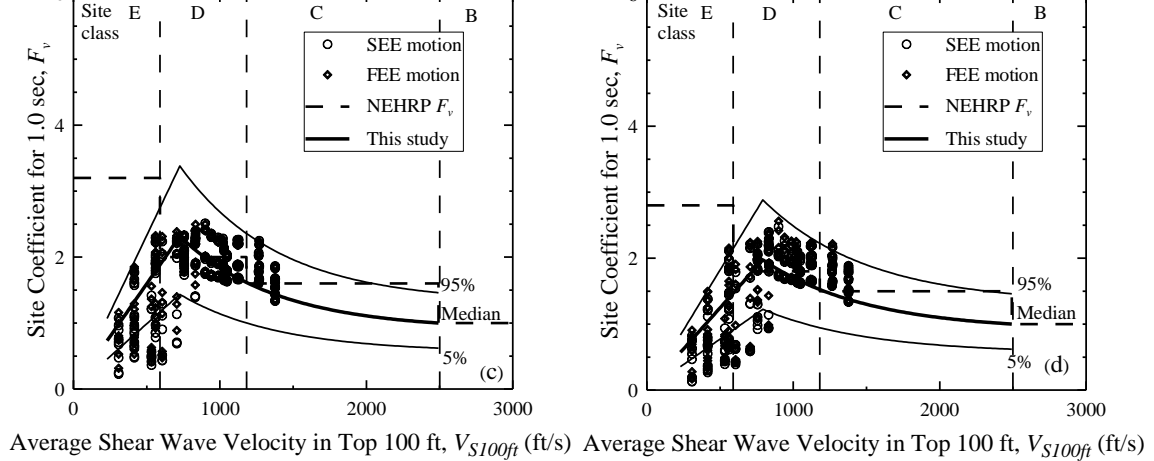 Site class E D C B
SEE motion
FEE motion
NEHRP Fv
This study
Site Coefficient for 1.0 sec, Fv
4
2
0
95%
Median
5%
(c)
0 1000 2000 3000
Average Shear Wave Velocity in Top 100 ft, VS100ft (ft/s)
Site class E D C B
SEE motion
FEE motion
NEHRP Fv
This study
Site Coefficient for 1.0 sec, Fv
4
2
0
95%
Median
5%
(d)
0 1000 2000 3000
Average Shear Wave Velocity in Top 100 ft, VS100ft (ft/s)